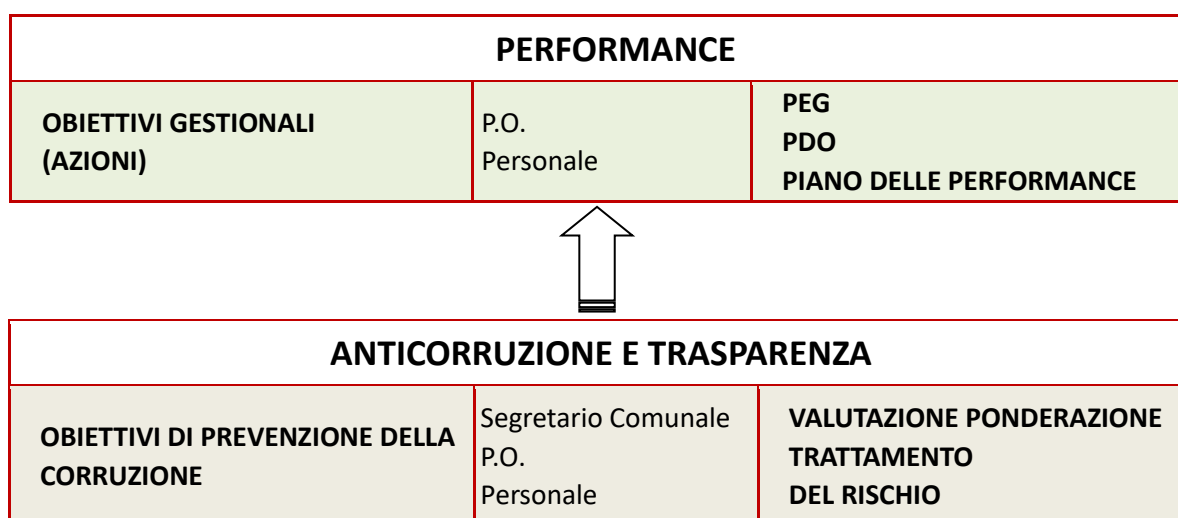 PERFORMANCE
OBIETTIVI GESTIONALI
(AZIONI)
P.O.
Personale
PEG
PDO
PIANO DELLE PERFORMANCE
ANTICORRUZIONE E TRASPARENZA
OBIETTIVI DI PREVENZIONE DELLA
CORRUZIONE
Segretario Comunale
P.O.
Personale
VALUTAZIONE PONDERAZIONE
TRATTAMENTO
DEL RISCHIO